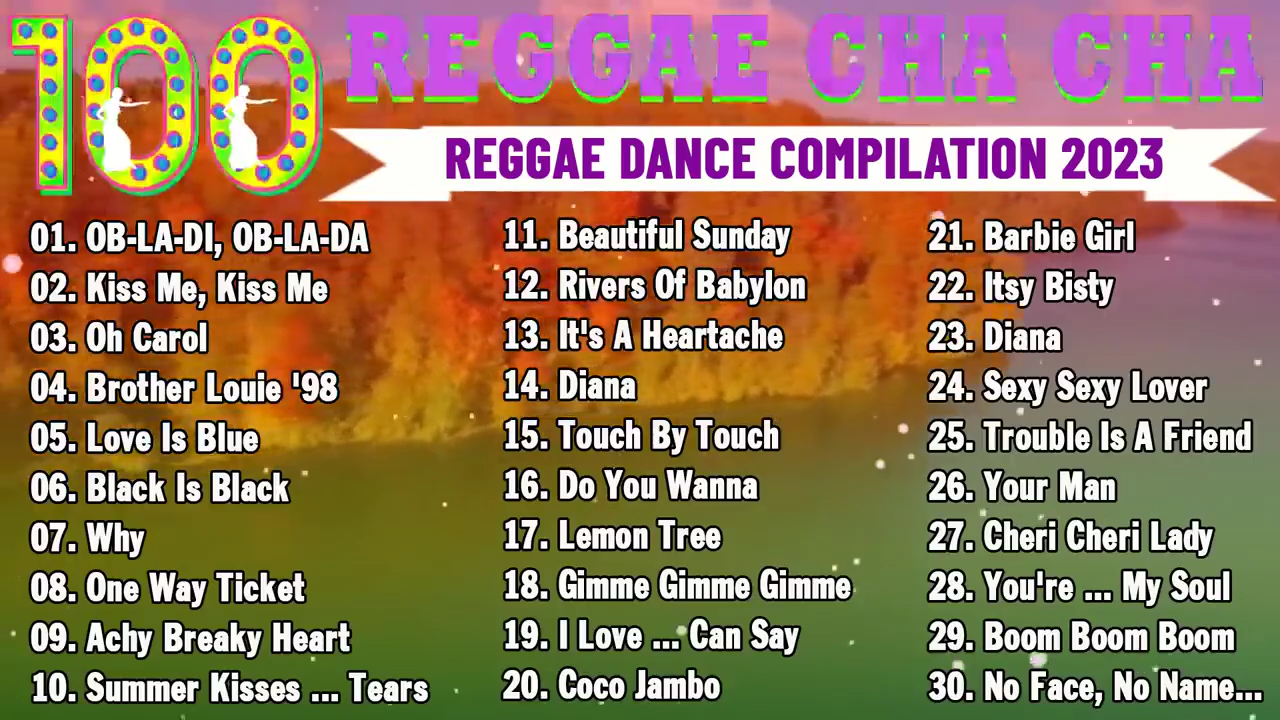 100 REGGAE CHA CHA
REGGAE DANCE COMPILATION 2023
01. OB-LA-DI, OB-LA-DA
02. Kiss Me, Kiss Me
03. Oh Carol
04. Brother Louie '98
05. Love Is Blue
06. Black Is Black
07. Why
08. One Way Ticket
09. Achy Breaky Heart
10. Summer Kisses ... Tears
11. Beautiful Sunday
12. Rivers Of Babylon
13. It's A Heartache
14. Diana
15. Touch By Touch
16. Do You Wanna
17. Lemon Tree
18. Gimme Gimme Gimme
19. I Love ... Can Say
20. Coco Jambo
21. Barbie Girl
22. Itsy Bisty
23. Diana
24. Sexy Sexy Lover
25. Trouble Is A Friend
26. Your Man
27. Cheri Cheri Lady
28. You're ... My Soul
29. Boom Boom Boom
30. No Face, No Name...